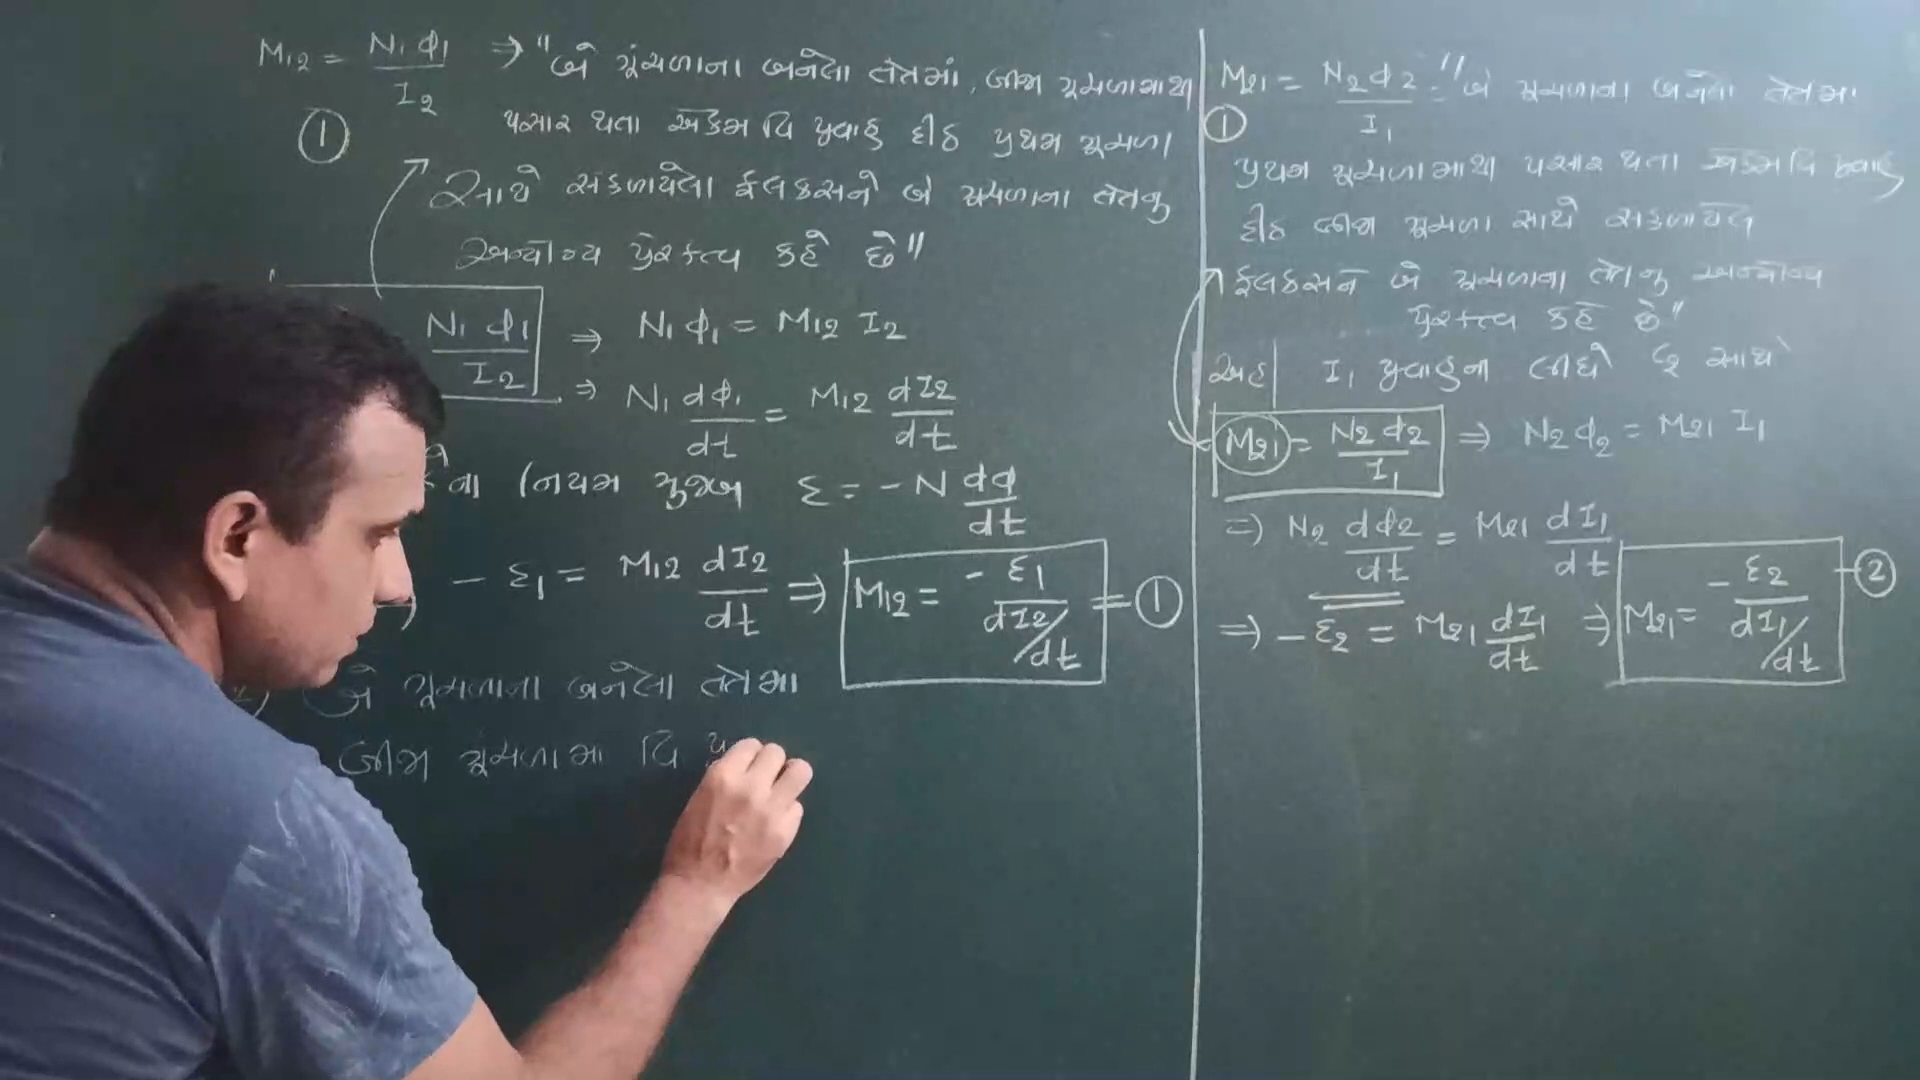 M₁₂ = N₁ϕ₁ / I₂ ⇒ "બે ગૂંચળાના બનેલા તંત્રમાં, બીજા ગૂંચળામાંથી
① પસાર થતા એકમ વિ પ્રવાહ દીઠ પ્રથમ ગૂચળા
સાથે સંકળાયેલા ફલક્સને બે ગૂચળાના તંત્રનુ
અન્યોન્ય પ્રેરકત્વ કહે છે"
N₁ϕ₁ / I₂ ⇒ N₁ϕ₁ = M₁₂ I₂
⇒ N₁ dϕ₁/dt = M₁₂ dI₂/dt
નિયમ મુજબ ε = -N dϕ/dt
- ε₁ = M₁₂ dI₂/dt ⇒ M₁₂ = - ε₁ / dI₂/dt = ①
બે ગૂચળાના બનેલા તંત્રમા
બીજા ગૂચળામા વિ પ્ર
M₂₁ = N₂ϕ₂ / I₁ = "બે ગૂચળાના બનેલા તંત્રમા
① પ્રથમ ગૂચળામાથી પસાર થતા એકમ વિ પ્રવાહ
દીઠ બીજા ગૂચળા સાથે સંકળાયેલ
ફલક્સને બે ગૂચળાના તંત્રનુ અન્યોન્ય
પ્રેરકત્વ કહે છે"
અહી I₁ પ્રવાહના લીધે ૨ સાથે
M₂₁ = N₂ϕ₂ / I₁ ⇒ N₂ϕ₂ = M₂₁ I₁
⇒ N₂ dϕ₂/dt = M₂₁ dI₁/dt
⇒ -ε₂ = M₂₁ dI₁/dt ⇒ M₂₁ = - ε₂ / dI₁/dt - ②